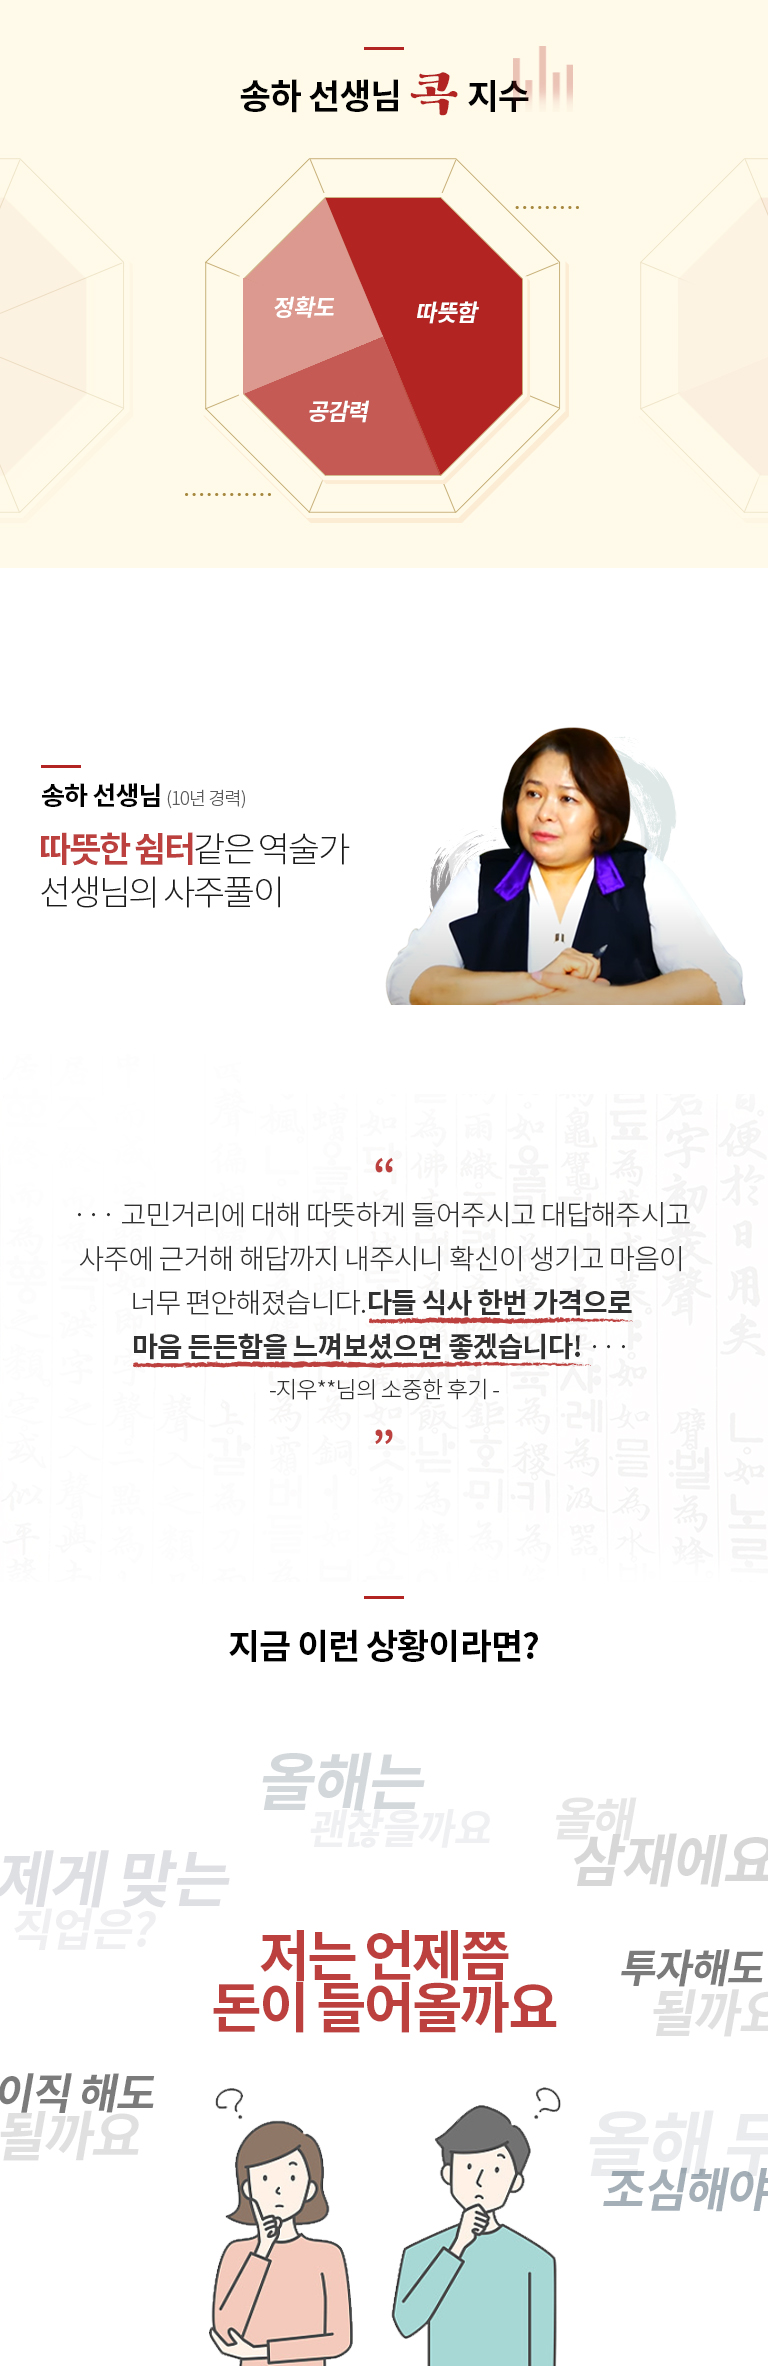 송하 선생님 콕 지수
정확도
따뜻함
공감력
송하 선생님 (10년 경력)
따뜻한 쉼터같은 역술가
선생님의 사주풀이
“
· · · 고민거리에 대해 따뜻하게 들어주시고 대답해주시고
사주에 근거해 해답까지 내주시니 확신이 생기고 마음이
너무 편안해졌습니다.다들 식사 한번 가격으로
마음 든든함을 느껴보셨으면 좋겠습니다! · · ·
-지우**님의 소중한 후기 -
”
지금 이런 상황이라면?
올해는
괜찮을까요
올해
삼재에요
제게 맞는
직업은?
저는 언제쯤
돈이 들어올까요
투자해도
될까요
이직 해도
될까요
올해
조심해야